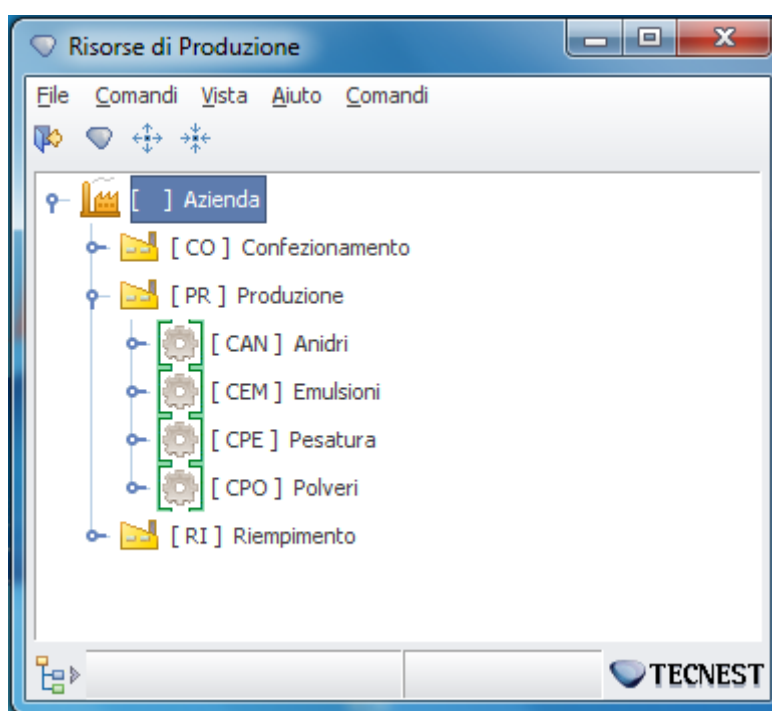 Risorse di Produzione
File Comandi Vista Aiuto Comandi
[ ] Azienda
[ CO ] Confezionamento
[ PR ] Produzione
[ CAN ] Anidri
[ CEM ] Emulsioni
[ CPE ] Pesatura
[ CPO ] Polveri
[ RI ] Riempimento
TECNEST